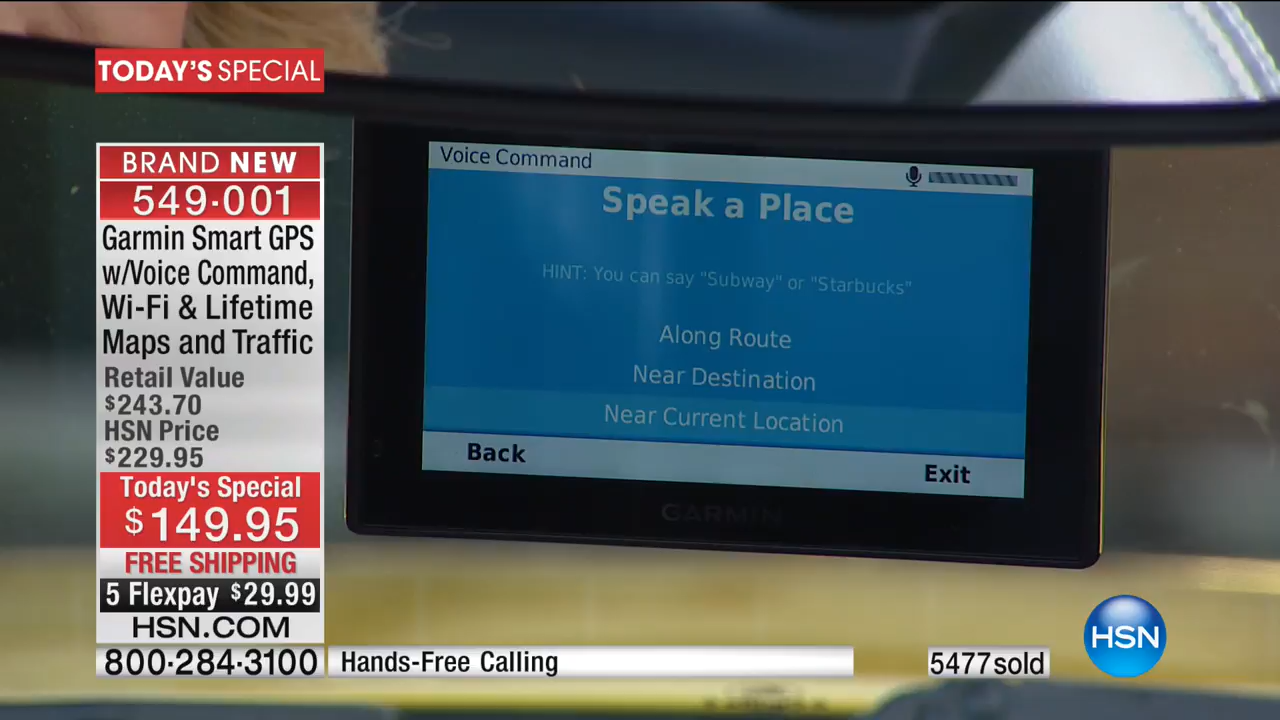 TODAY'S SPECIAL
BRAND NEW
549·001
Garmin Smart GPS
w/Voice Command,
Wi-Fi & Lifetime
Maps and Traffic
Retail Value
$243.70
HSN Price
$229.95
Today's Special
$149.95
FREE SHIPPING
5 Flexpay $29.99
HSN.COM
800·284·3100
Hands-Free Calling
5477sold
HSN
Voice Command
Speak a Place
HINT: You can say "Subway" or "Starbucks"
Along Route
Near Destination
Near Current Location
Back
Exit
GARMIN